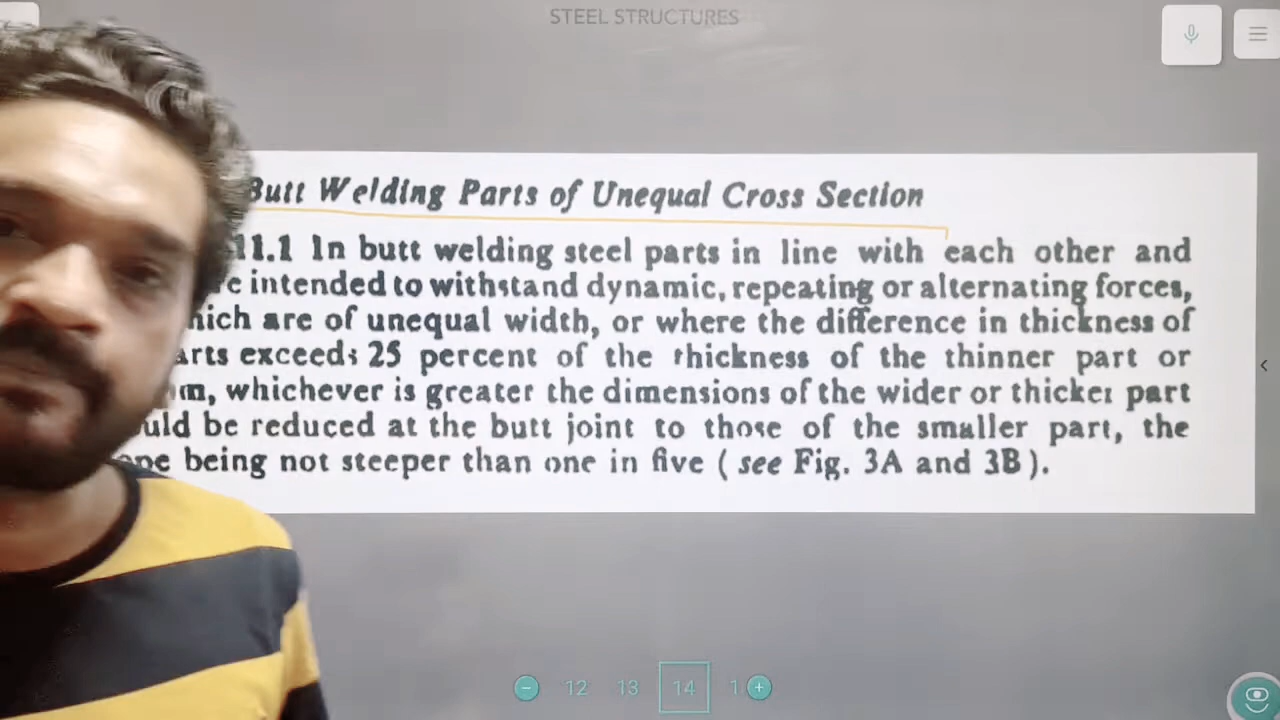 STEEL STRUCTURES
Butt Welding Parts of Unequal Cross Section
11.1 In butt welding steel parts in line with each other and
intended to withstand dynamic, repeating or alternating forces,
are of unequal width, or where the difference in thickness of
exceeds 25 percent of the thickness of the thinner part or
whichever is greater the dimensions of the wider or thicker part
be reduced at the butt joint to those of the smaller part, the
being not steeper than one in five ( see Fig. 3A and 3B ).
12 13 14 1